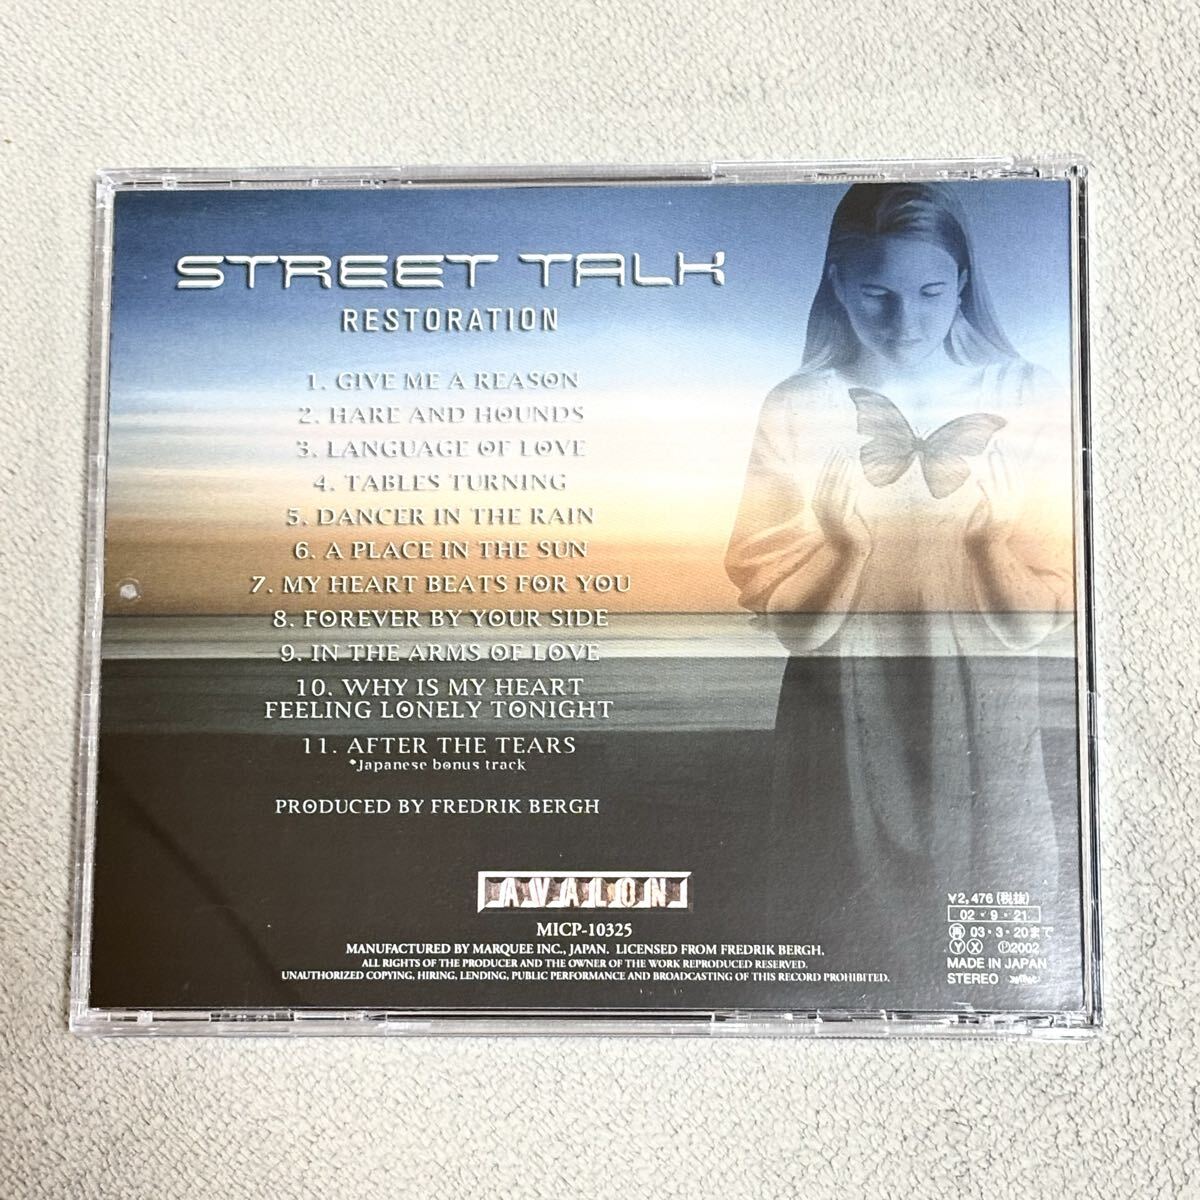 STREET TALK
RESTORATION
1. GIVE ME A REASON
2. HARE AND HOUNDS
3. LANGUAGE OF LOVE
4. TABLES TURNING
5. DANCER IN THE RAIN
6. A PLACE IN THE SUN
7. MY HEART BEATS FOR YOU
8. FOREVER BY YOUR SIDE
9. IN THE ARMS OF LOVE
10. WHY IS MY HEART
FEELING LONELY TONIGHT
11. AFTER THE TEARS
*Japanese bonus track
PRODUCED BY FREDRIK BERGH
AVALON
MICP-10325
MANUFACTURED BY MARQUEE INC., JAPAN. LICENSED FROM FREDRIK BERGH.
ALL RIGHTS OF THE PRODUCER AND THE OWNER OF THE WORK REPRODUCED RESERVED.
UNAUTHORIZED COPYING, HIRING, LENDING, PUBLIC PERFORMANCE AND BROADCASTING OF THIS RECORD PROHIBITED.
¥2,476(税抜)
02・9・21
再 03・3・20まで
Ⓨ Ⓧ Ⓟ2002
MADE IN JAPAN
STEREO